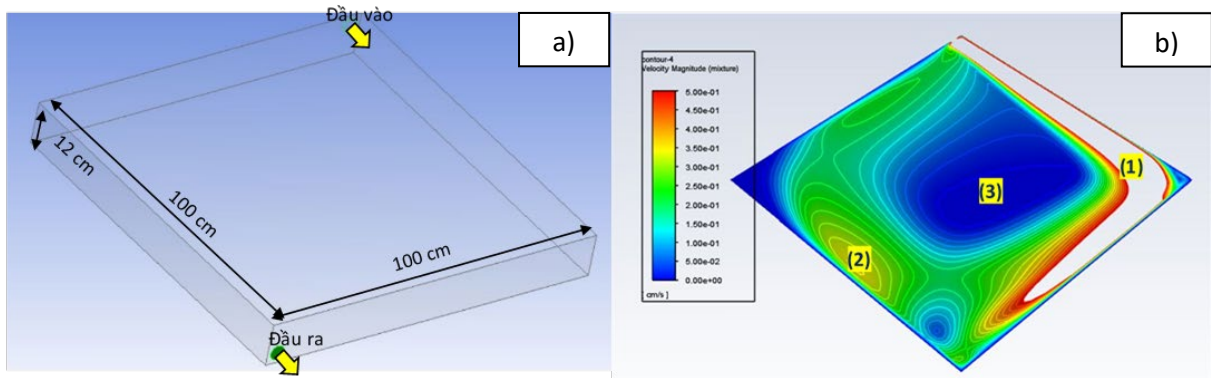 Đầu vào
a)
12 cm
100 cm
100 cm
Đầu ra
b)
contour-4
Velocity Magnitude (mixture)
5.00e-01
4.50e-01
4.00e-01
3.50e-01
3.00e-01
2.50e-01
2.00e-01
1.50e-01
1.00e-01
5.00e-02
0.00e+00
[ cm/s ]
(1)
(2)
(3)